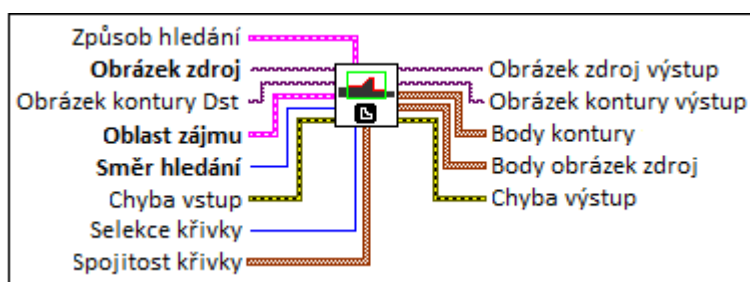 Způsob hledání
Obrázek zdroj
Obrázek kontury Dst
Oblast zájmu
Směr hledání
Chyba vstup
Selekce křivky
Spojitost křivky
Obrázek zdroj výstup
Obrázek kontury výstup
Body kontury
Body obrázek zdroj
Chyba výstup